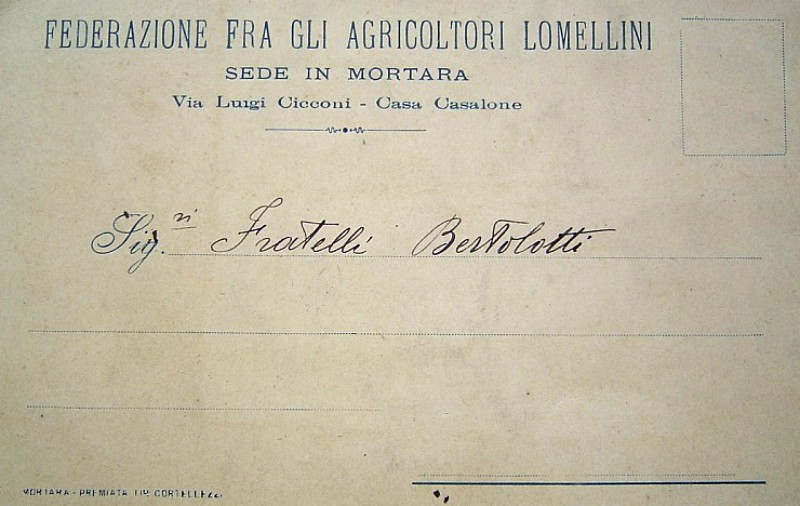 FEDERAZIONE FRA GLI AGRICOLTORI LOMELLINI
SEDE IN MORTARA
Via Luigi Cicconi - Casa Casalone
Sig.ri Fratelli Bertolotti
MORTARA - PREMIATA TIP. CORTELLEZZI